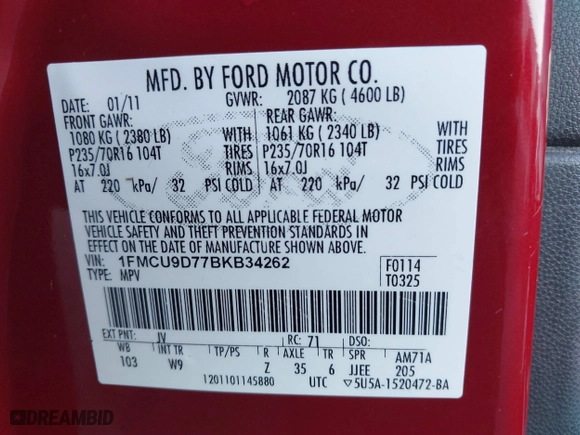 MFD. BY FORD MOTOR CO.
DATE: 01/11 GVWR: 2087 KG ( 4600 LB)
FRONT GAWR: REAR GAWR:
1080 KG ( 2380 LB) WITH 1061 KG ( 2340 LB) WITH
P235/70R16 104T TIRES P235/70R16 104T TIRES
16x7.0J RIMS 16x7.0J RIMS
AT 220 kPa/ 32 PSI COLD AT 220 kPa/ 32 PSI COLD
THIS VEHICLE CONFORMS TO ALL APPLICABLE FEDERAL MOTOR
VEHICLE SAFETY AND THEFT PREVENTION STANDARDS IN
EFFECT ON THE DATE OF MANUFACTURE SHOWN ABOVE.
VIN: 1FMCU9D77BKB34262 F0114
TYPE: MPV T0325
EXT PNT: JV RC: 71 DSO:
WB INT TR TP/PS R AXLE TR SPR AM71A
103 W9 Z 35 6 JJEE 205
1201101145880 UTC ▽5U5A-1520472-BA
DREAMBID